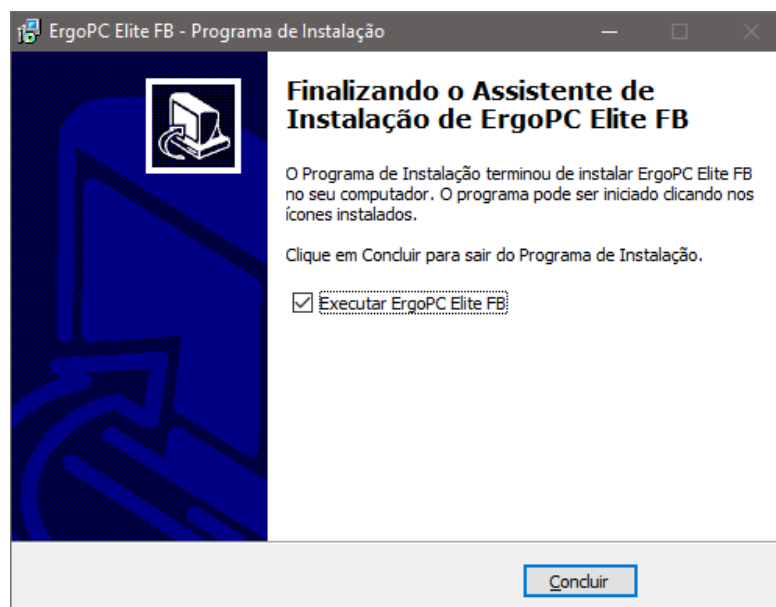 ErgoPC Elite FB - Programa de Instalação
Finalizando o Assistente de
Instalação de ErgoPC Elite FB
O Programa de Instalação terminou de instalar ErgoPC Elite FB
no seu computador. O programa pode ser iniciado clicando nos
ícones instalados.
Clique em Concluir para sair do Programa de Instalação.
Executar ErgoPC Elite FB
Concluir